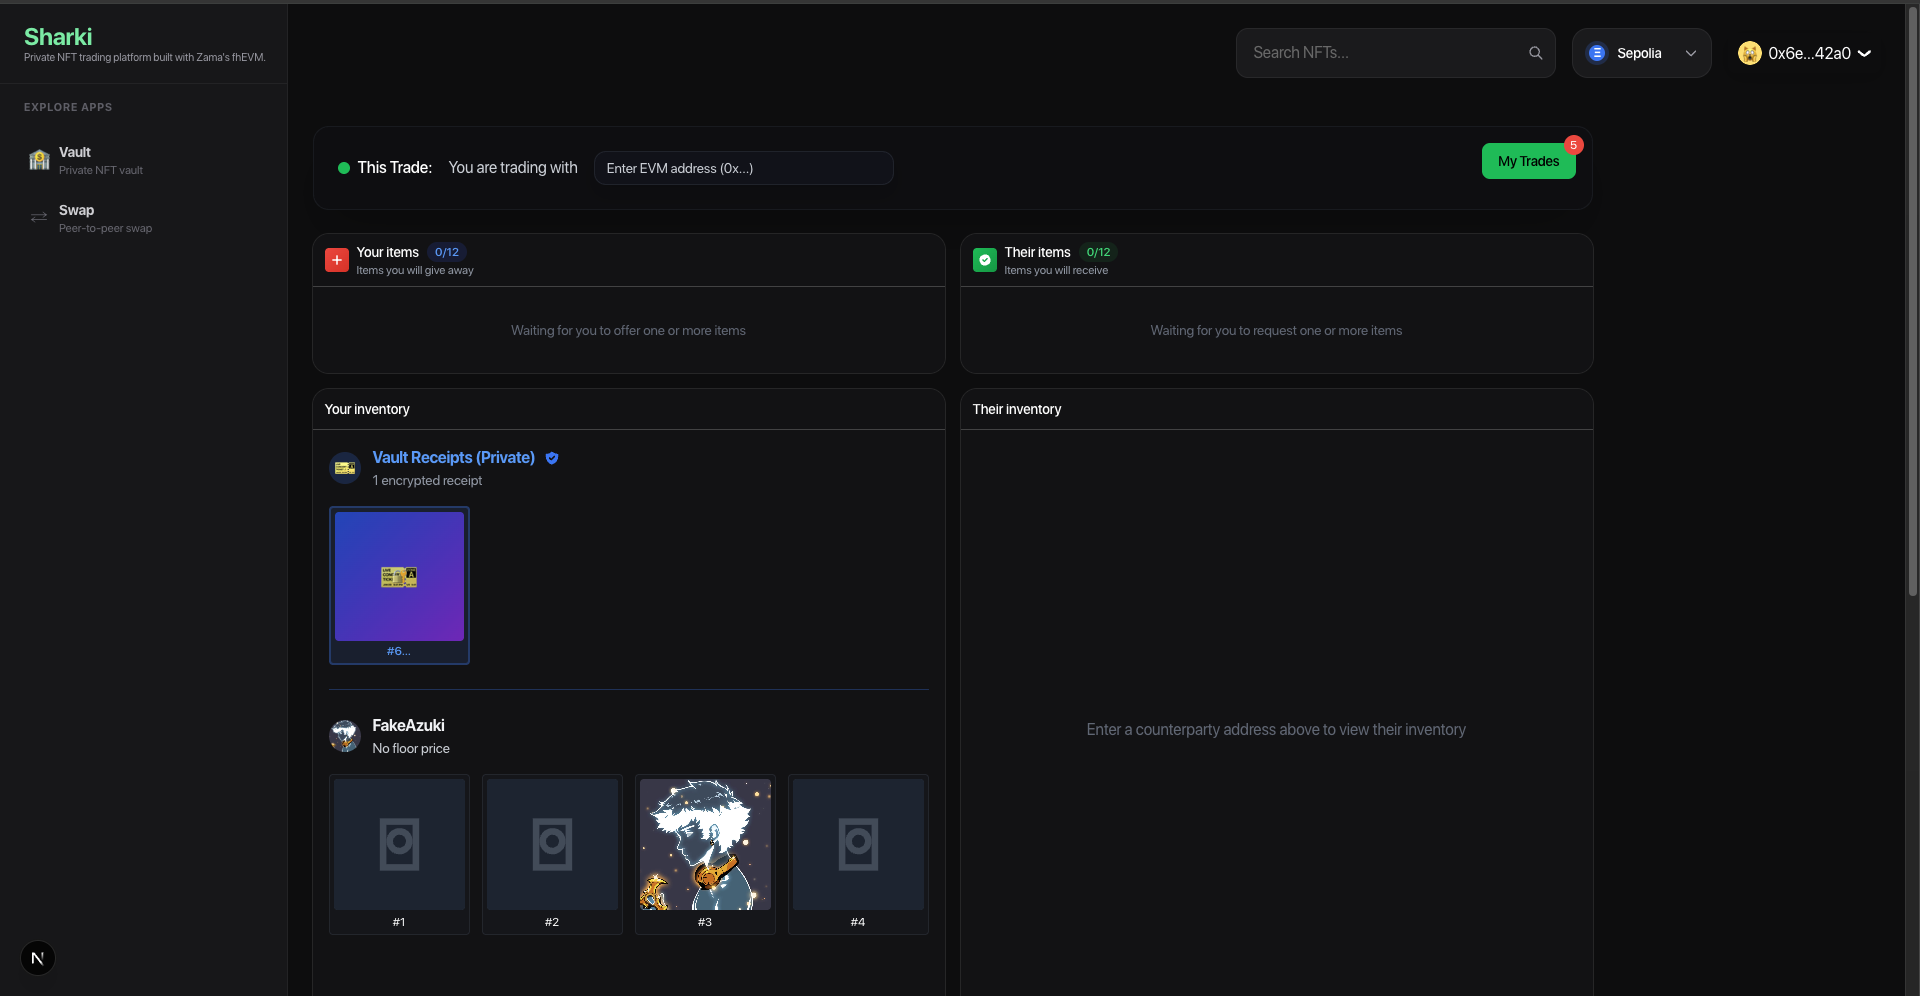 Sharki
Private NFT trading platform built with Zama's fhEVM.
EXPLORE APPS
Vault
Private NFT vault
Swap
Peer-to-peer swap
Search NFTs...
Sepolia
0x6e...42a0
This Trade:
You are trading with
Enter EVM address (0x...)
My Trades
5
Your items
0/12
Items you will give away
Waiting for you to offer one or more items
Their items
0/12
Items you will receive
Waiting for you to request one or more items
Your inventory
Vault Receipts (Private)
1 encrypted receipt
#6...
FakeAzuki
No floor price
#1
#2
#3
#4
Their inventory
Enter a counterparty address above to view their inventory
N